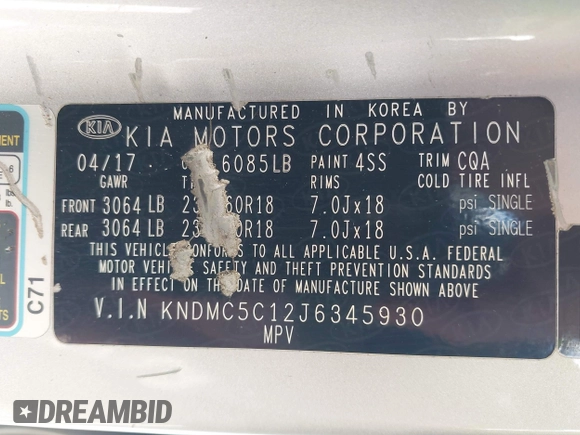 MANUFACTURED IN KOREA BY
KIA KIA MOTORS CORPORATION
04/17 6085LB PAINT 4SS TRIM CQA
GAWR RIMS COLD TIRE INFL
FRONT 3064 LB 7.0Jx18 psi SINGLE
REAR 3064 LB 7.0Jx18 psi SINGLE
THIS VEHICLE CONFORMS TO ALL APPLICABLE U.S.A. FEDERAL
MOTOR VEHICLE SAFETY AND THEFT PREVENTION STANDARDS
IN EFFECT ON THE DATE OF MANUFACTURE SHOWN ABOVE.
V.I.N KNDMC5C12J6345930
MPV
C71
DREAMBID